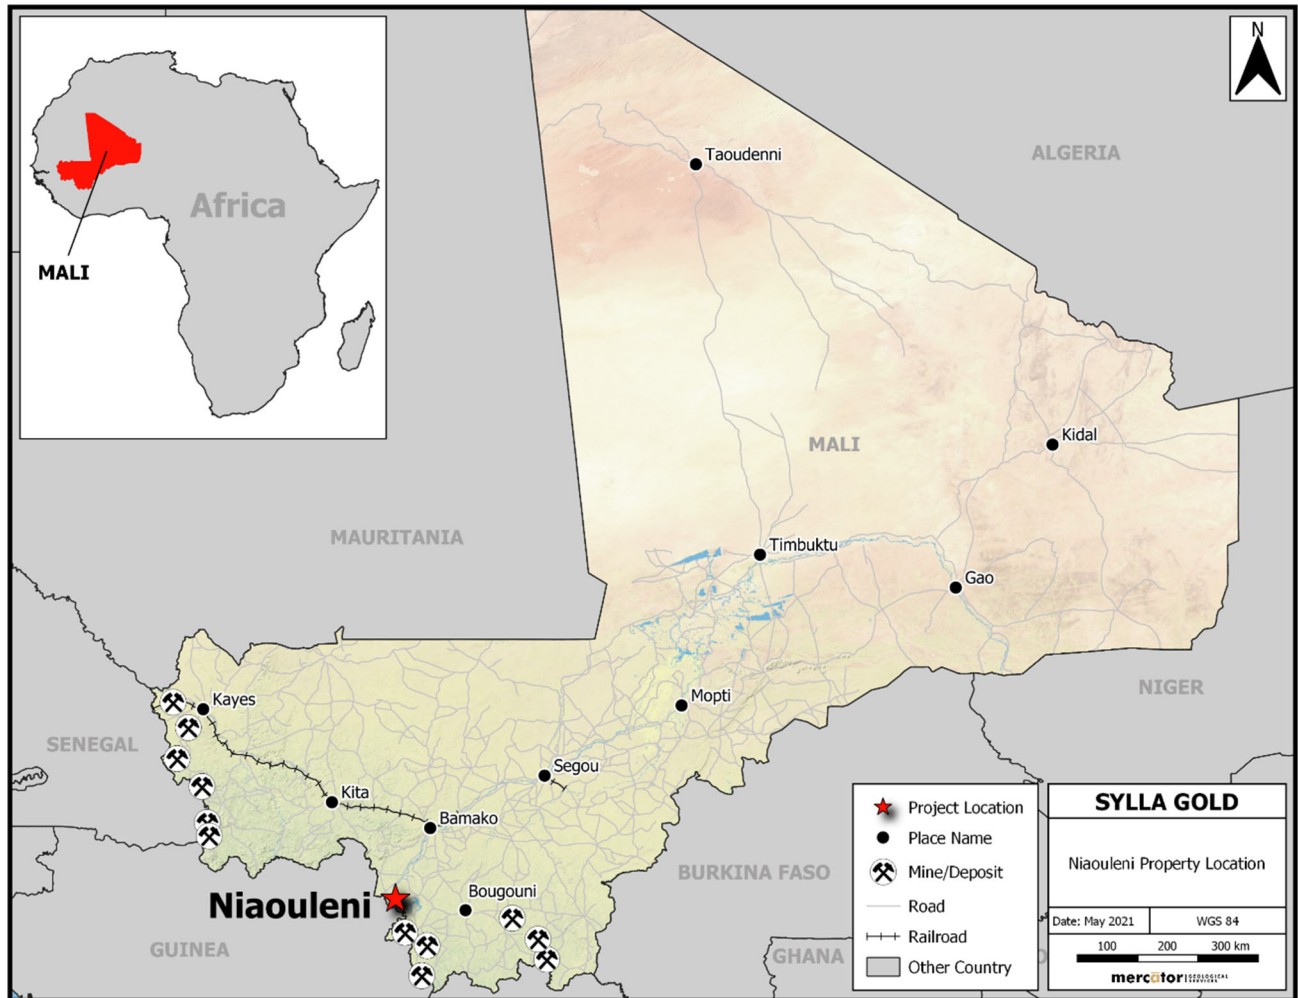 N
Africa
MALI
ALGERIA
Taoudenni
MALI
Kidal
MAURITANIA
Timbuktu
Gao
NIGER
Mopti
Kayes
SENEGAL
Segou
Kita
Bamako
BURKINA FASO
Niaouleni
Bougouni
GUINEA
GHANA
Project Location
Place Name
Mine/Deposit
Road
Railroad
Other Country
SYLLA GOLD
Niaouleni Property Location
Date: May 2021
WGS 84
100 200 300 km
mercator GEOLOGICAL SERVICES